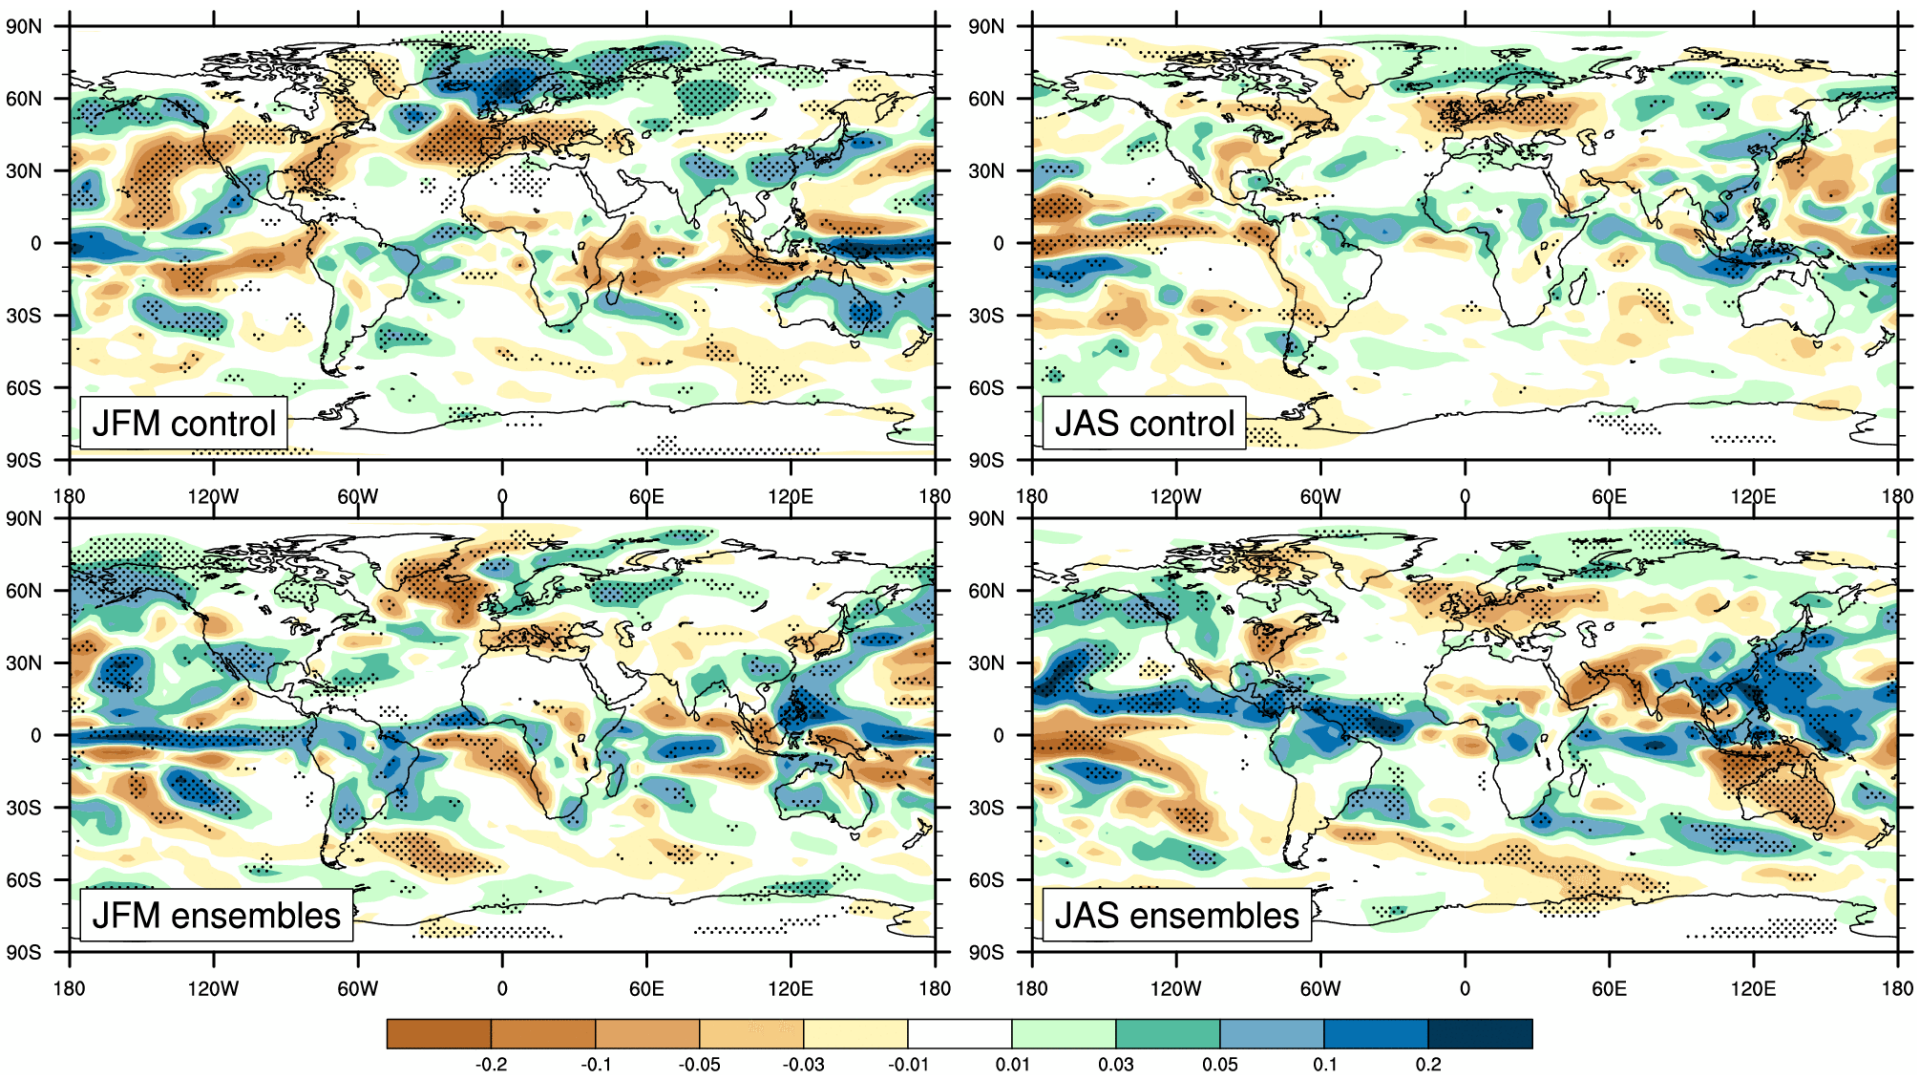 90N
60N
30N
0
30S
60S
90S
180 120W 60W 0 60E 120E 180
JFM control
90N
60N
30N
0
30S
60S
90S
180 120W 60W 0 60E 120E 180
JAS control
90N
60N
30N
0
30S
60S
90S
180 120W 60W 0 60E 120E 180
JFM ensembles
90N
60N
30N
0
30S
60S
90S
180 120W 60W 0 60E 120E 180
JAS ensembles
-0.2 -0.1 -0.05 -0.03 -0.01 0.01 0.03 0.05 0.1 0.2